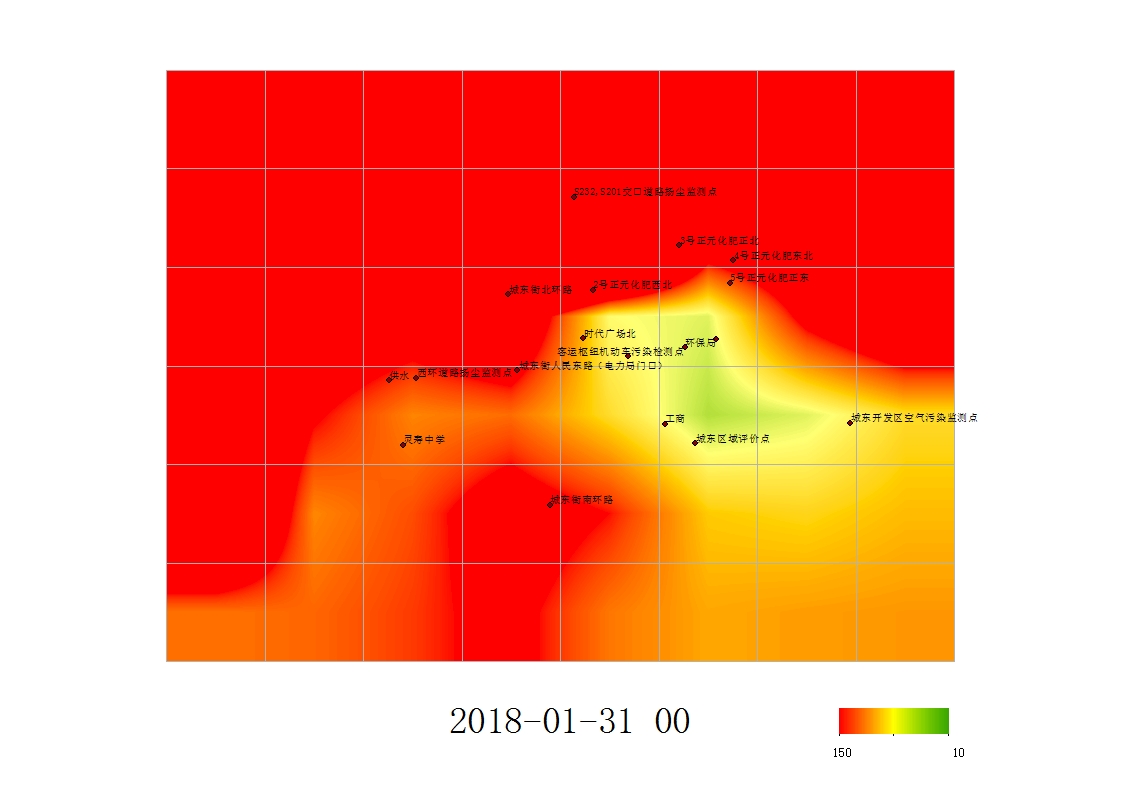 S232,S201交口道路扬尘监测点
3号正元化肥正北
4号正元化肥东北
5号正元化肥正东
2号正元化肥西北
城东街北环路
时代广场北
环保局
客运枢纽机动车污染检测点
城东街人民东路（电力局门口）
洪水
西环道路扬尘监测点
工商
城东开发区空气污染监测点
灵寿中学
城东区域评价点
城东街南环路
2018-01-31 00
150
10